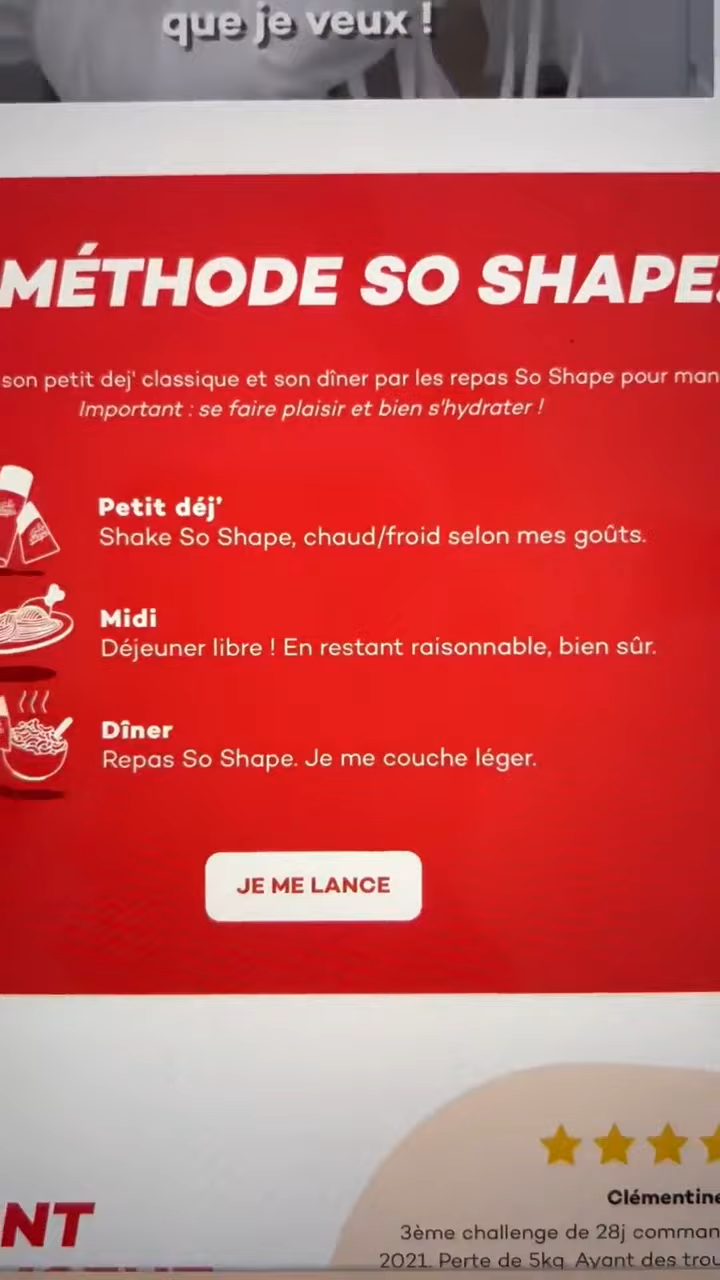 que je veux !
MÉTHODE SO SHAPE
son petit dej' classique et son dîner par les repas So Shape pour man
Important : se faire plaisir et bien s'hydrater !
Petit déj'
Shake So Shape, chaud/froid selon mes goûts.
Midi
Déjeuner libre ! En restant raisonnable, bien sûr.
Dîner
Repas So Shape. Je me couche léger.
JE ME LANCE
NT
Clémentine
3ème challenge de 28j comman
2021. Perte de 5kg. Ayant des trou